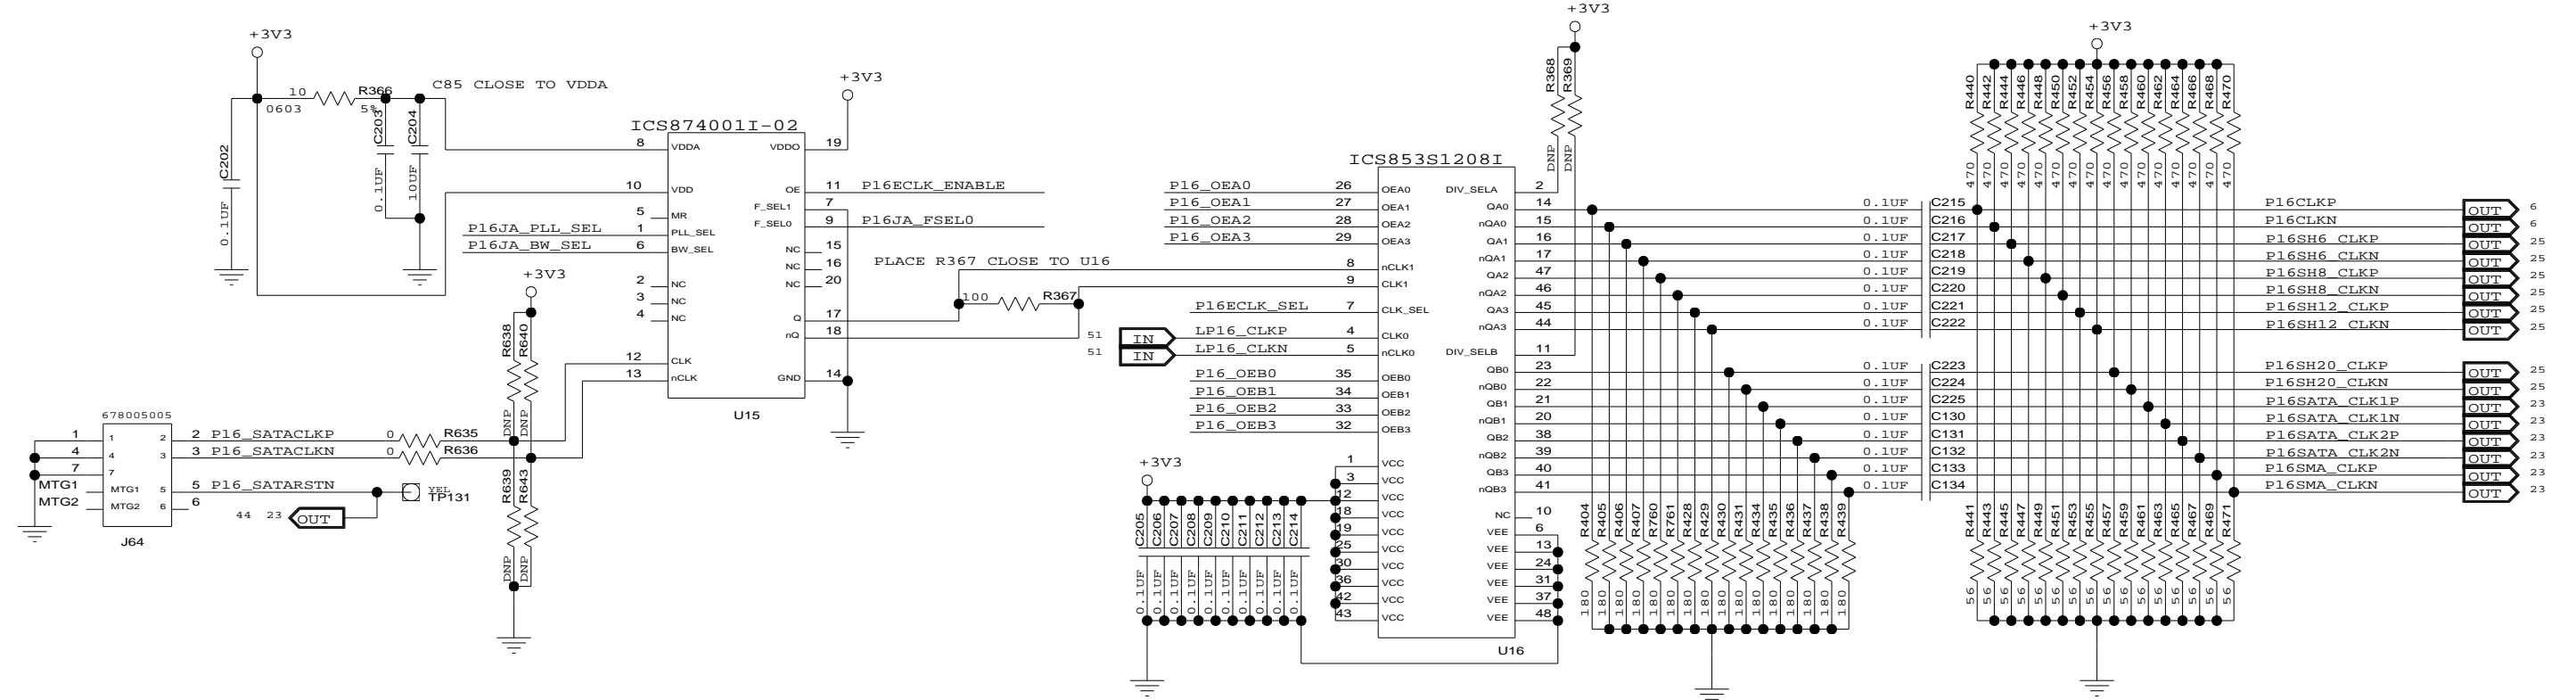 +3V3
10
R366
0603
5%
C85 CLOSE TO VDDA
C202
0.1UF
C203
0.1UF
C204
10UF
ICS874001I-02
8 VDDA
10 VDD
5 MR
P16JA_PLL_SEL 1 PLL_SEL
P16JA_BW_SEL 6 BW_SEL
2 NC
3 NC
4 NC
12 CLK
13 nCLK
+3V3
VDDO 19
OE 11 P16ECLK_ENABLE
F_SEL1 7
F_SEL0 9 P16JA_FSEL0
NC 15
NC 16
NC 20
Q 17
nQ 18
GND 14
U15
+3V3
R638 DNP
R640 DNP
R639 DNP
R643 DNP
678005005
1 1
4 4
7 7
MTG1 MTG1
MTG2 MTG2
2 2 P16_SATACLKP 0 R635
3 3 P16_SATACLKN 0 R636
5 5 P16_SATARSTN
6 6
J64
YEL
TP131
44 23 OUT
PLACE R367 CLOSE TO U16
100 R367
ICS853S1208I
P16_OEA0 26 OEA0
P16_OEA1 27 OEA1
P16_OEA2 28 OEA2
P16_OEA3 29 OEA3
8 nCLK1
9 CLK1
P16ECLK_SEL 7 CLK_SEL
51 IN LP16_CLKP 4 CLK0
51 IN LP16_CLKN 5 nCLK0
P16_OEB0 35 OEB0
P16_OEB1 34 OEB1
P16_OEB2 33 OEB2
P16_OEB3 32 OEB3
1 VCC
3 VCC
12 VCC
18 VCC
19 VCC
25 VCC
30 VCC
36 VCC
42 VCC
43 VCC
+3V3
C205 C206 C207 C208 C209 C210 C211 C212 C213 C214
0.1UF 0.1UF 0.1UF 0.1UF 0.1UF 0.1UF 0.1UF 0.1UF 0.1UF 0.1UF
+3V3
R368 DNP
R369 DNP
DIV_SELA 2
QA0 14
nQA0 15
QA1 16
nQA1 17
QA2 47
nQA2 46
QA3 45
nQA3 44
DIV_SELB 11
QB0 23
nQB0 22
QB1 21
nQB1 20
QB2 38
nQB2 39
QB3 40
nQB3 41
NC 10
VEE 6
VEE 13
VEE 24
VEE 31
VEE 37
VEE 48
U16
R404 R405 R406 R407 R760 R761 R428 R429 R430 R431 R434 R435 R436 R437 R438 R439
180 180 180 180 180 180 180 180 180 180 180 180 180 180 180 180
+3V3
R440 R442 R444 R446 R448 R450 R452 R454 R456 R458 R460 R462 R464 R466 R468 R470
470 470 470 470 470 470 470 470 470 470 470 470 470 470 470 470
0.1UF C215 P16CLKP OUT 6
0.1UF C216 P16CLKN OUT 6
0.1UF C217 P16SH6_CLKP OUT 25
0.1UF C218 P16SH6_CLKN OUT 25
0.1UF C219 P16SH8_CLKP OUT 25
0.1UF C220 P16SH8_CLKN OUT 25
0.1UF C221 P16SH12_CLKP OUT 25
0.1UF C222 P16SH12_CLKN OUT 25
0.1UF C223 P16SH20_CLKP OUT 25
0.1UF C224 P16SH20_CLKN OUT 25
0.1UF C225 P16SATA_CLK1P OUT 23
0.1UF C130 P16SATA_CLK1N OUT 23
0.1UF C131 P16SATA_CLK2P OUT 23
0.1UF C132 P16SATA_CLK2N OUT 23
0.1UF C133 P16SMA_CLKP OUT 23
0.1UF C134 P16SMA_CLKN OUT 23
R441 R443 R445 R447 R449 R451 R453 R455 R457 R459 R461 R463 R465 R467 R469 R471
56 56 56 56 56 56 56 56 56 56 56 56 56 56 56 56